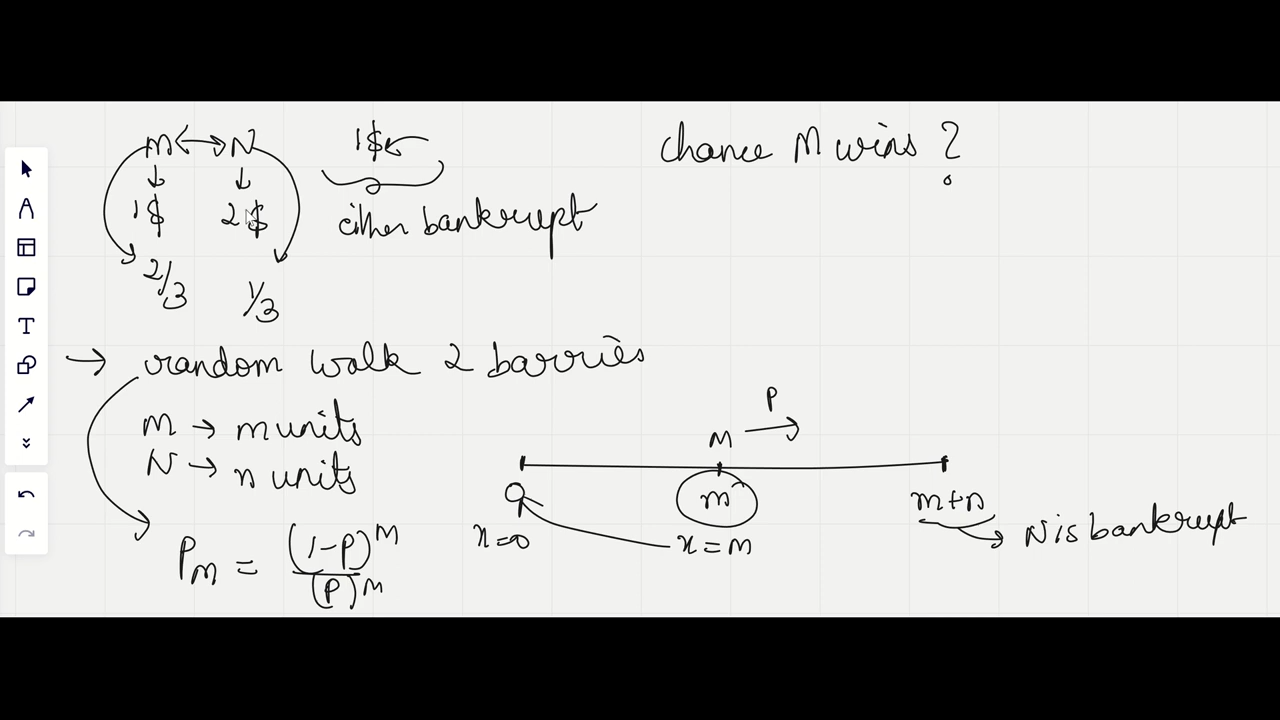 M ↔ N 1$
chance M wins ?
1$ 2$
either bankrupt
2/3 1/3
→ random walk 2 barries
M → m units
N → n units
P
M →
m
m+n
x=0
x=m
N is bankrupt
P_m = (1-P)^M / (P)^M
T